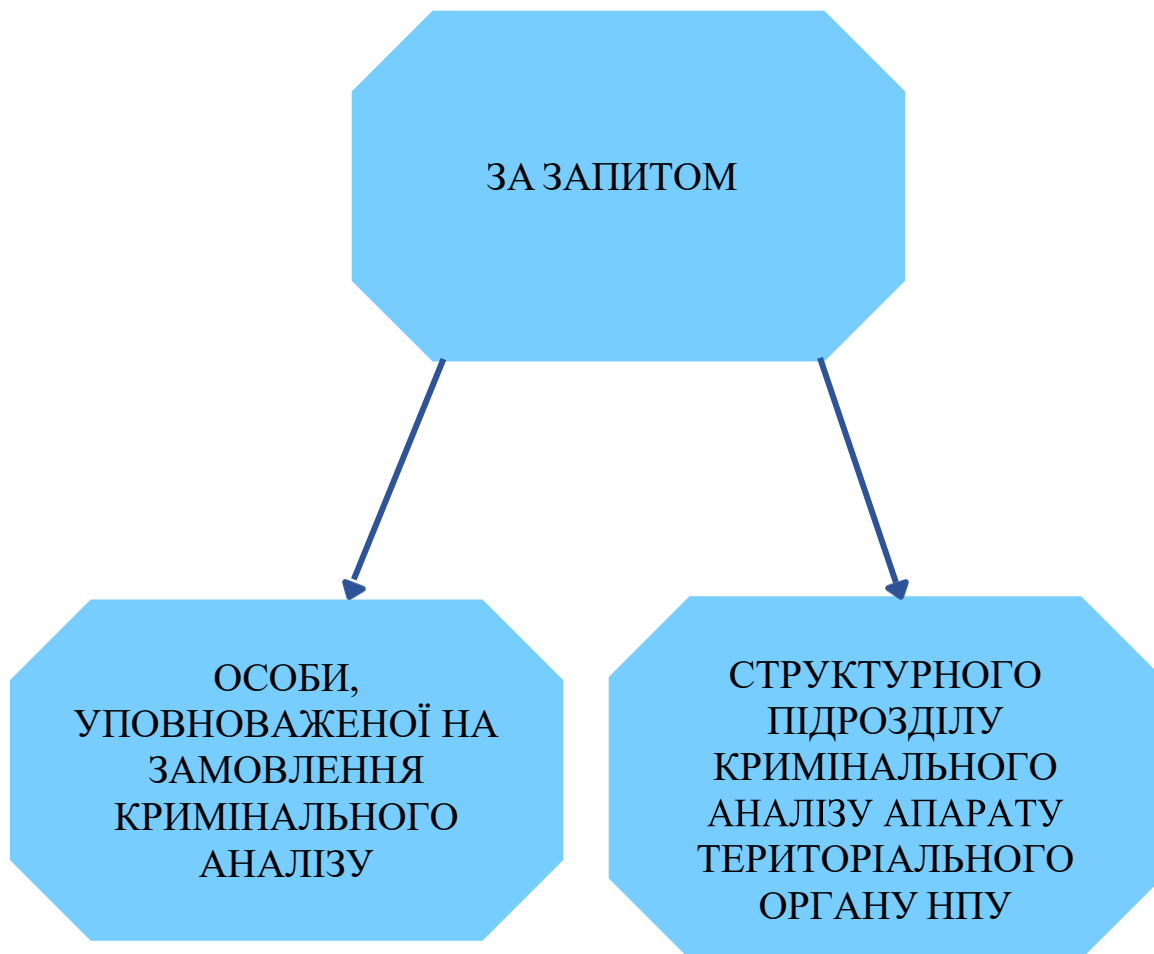 ЗА ЗАПИТОМ
ОСОБИ,
УПОВНОВАЖЕНОЇ НА
ЗАМОВЛЕННЯ
КРИМІНАЛЬНОГО
АНАЛІЗУ
СТРУКТУРНОГО
ПІДРОЗДІЛУ
КРИМІНАЛЬНОГО
АНАЛІЗУ АПАРАТУ
ТЕРИТОРІАЛЬНОГО
ОРГАНУ НПУ